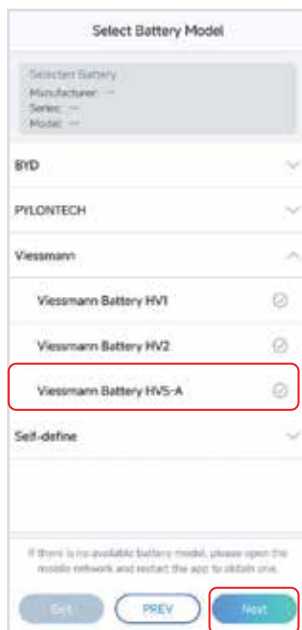 Select Battery Model
Selected Battery
Manufacturer: --
Series: --
Model: --
BYD
PYLONTECH
Viessmann
Viessmann Battery HV1
Viessmann Battery HV2
Viessmann Battery HV5-A
Self-define
If there is no available battery model, please open the
mobile network and restart the app to obtain one.
Exit
PREV
Next